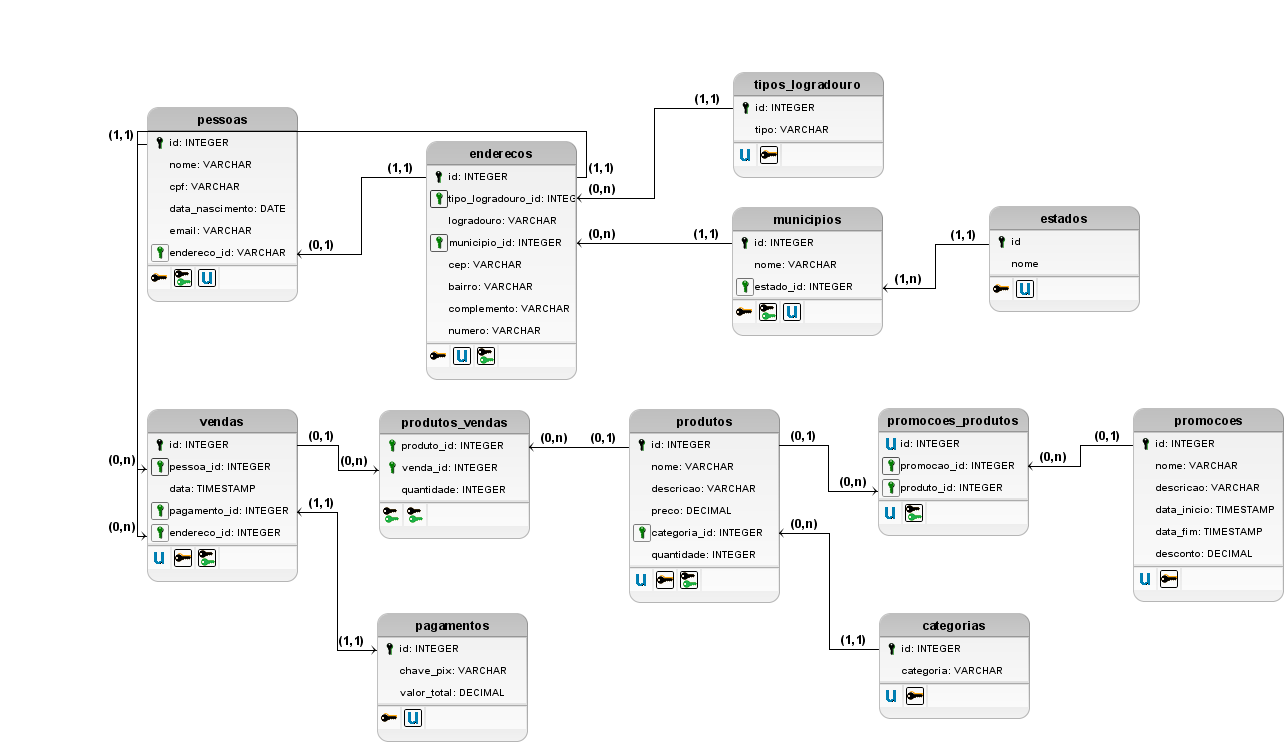 tipos_logradouro
id: INTEGER
tipo: VARCHAR
u
(1,1)
pessoas
id: INTEGER
nome: VARCHAR
cpf: VARCHAR
data_nascimento: DATE
email: VARCHAR
endereco_id: VARCHAR
u
(1,1)
(0,1)
(1,1)
enderecos
id: INTEGER
tipo_logradouro_id: INTEG
logradouro: VARCHAR
municipio_id: INTEGER
cep: VARCHAR
bairro: VARCHAR
complemento: VARCHAR
numero: VARCHAR
u
(1,1)
(0,n)
(0,n)
(1,1)
municipios
id: INTEGER
nome: VARCHAR
estado_id: INTEGER
u
(1,1)
(1,n)
estados
id
nome
u
vendas
id: INTEGER
pessoa_id: INTEGER
data: TIMESTAMP
pagamento_id: INTEGER
endereco_id: INTEGER
u
(0,n)
(0,n)
(0,1)
(0,n)
(1,1)
(1,1)
produtos_vendas
produto_id: INTEGER
venda_id: INTEGER
quantidade: INTEGER
(0,n)
(0,1)
produtos
id: INTEGER
nome: VARCHAR
descricao: VARCHAR
preco: DECIMAL
categoria_id: INTEGER
quantidade: INTEGER
u
(0,1)
(0,n)
(0,n)
(1,1)
promocoes_produtos
u
id: INTEGER
promocao_id: INTEGER
produto_id: INTEGER
u
(0,1)
(0,n)
promocoes
id: INTEGER
nome: VARCHAR
descricao: VARCHAR
data_inicio: TIMESTAMP
data_fim: TIMESTAMP
desconto: DECIMAL
u
pagamentos
id: INTEGER
chave_pix: VARCHAR
valor_total: DECIMAL
u
categorias
id: INTEGER
categoria: VARCHAR
u